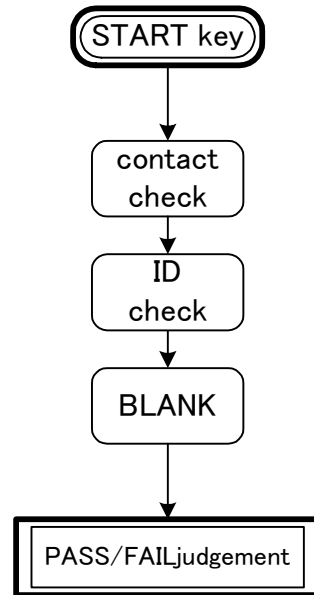 START key
contact
check
ID
check
BLANK
PASS/FAILjudgement